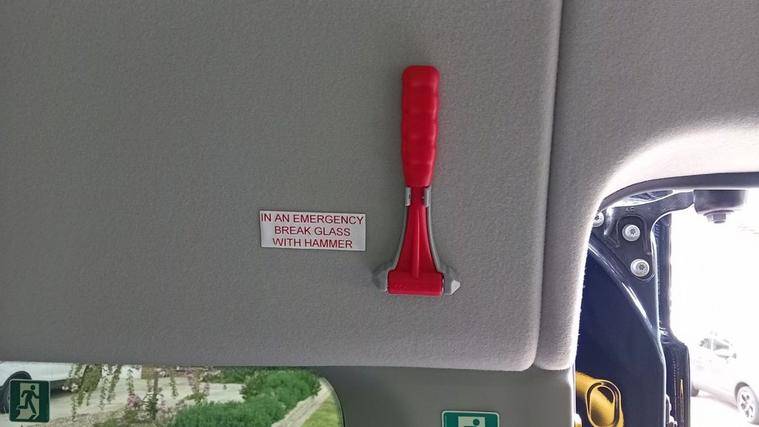 IN AN EMERGENCY
BREAK GLASS
WITH HAMMER